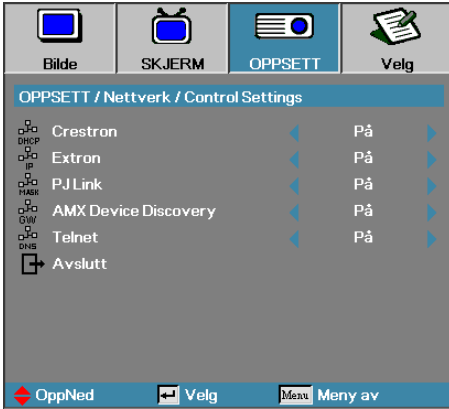 Bilde SKJERM OPPSETT Velg
OPPSETT / Nettverk / Control Settings
DHCP Crestron På
IP Extron På
MASK PJ Link På
GW AMX Device Discovery På
DNS Telnet På
Avslutt
OppNed Velg Menu Meny av